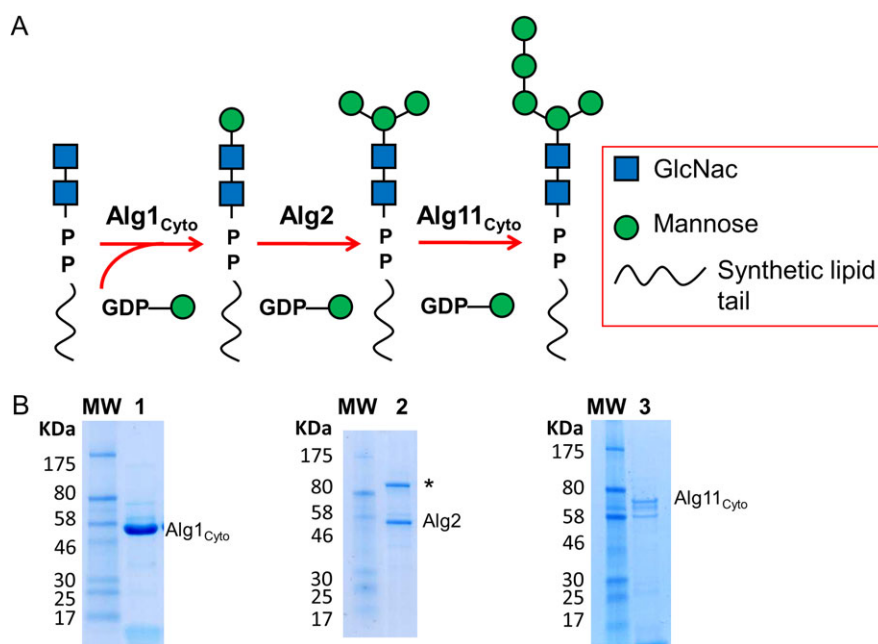 A
Alg1Cyto
Alg2
Alg11Cyto
P
P
P
P
P
P
P
P
GDP
GDP
GDP
GlcNac
Mannose
Synthetic lipid
tail
B
MW 1
KDa
175
80
58
46
30
25
17
Alg1Cyto
MW 2
KDa
175
80
58
46
30
25
17
*
Alg2
MW 3
KDa
175
80
58
46
30
25
17
Alg11Cyto